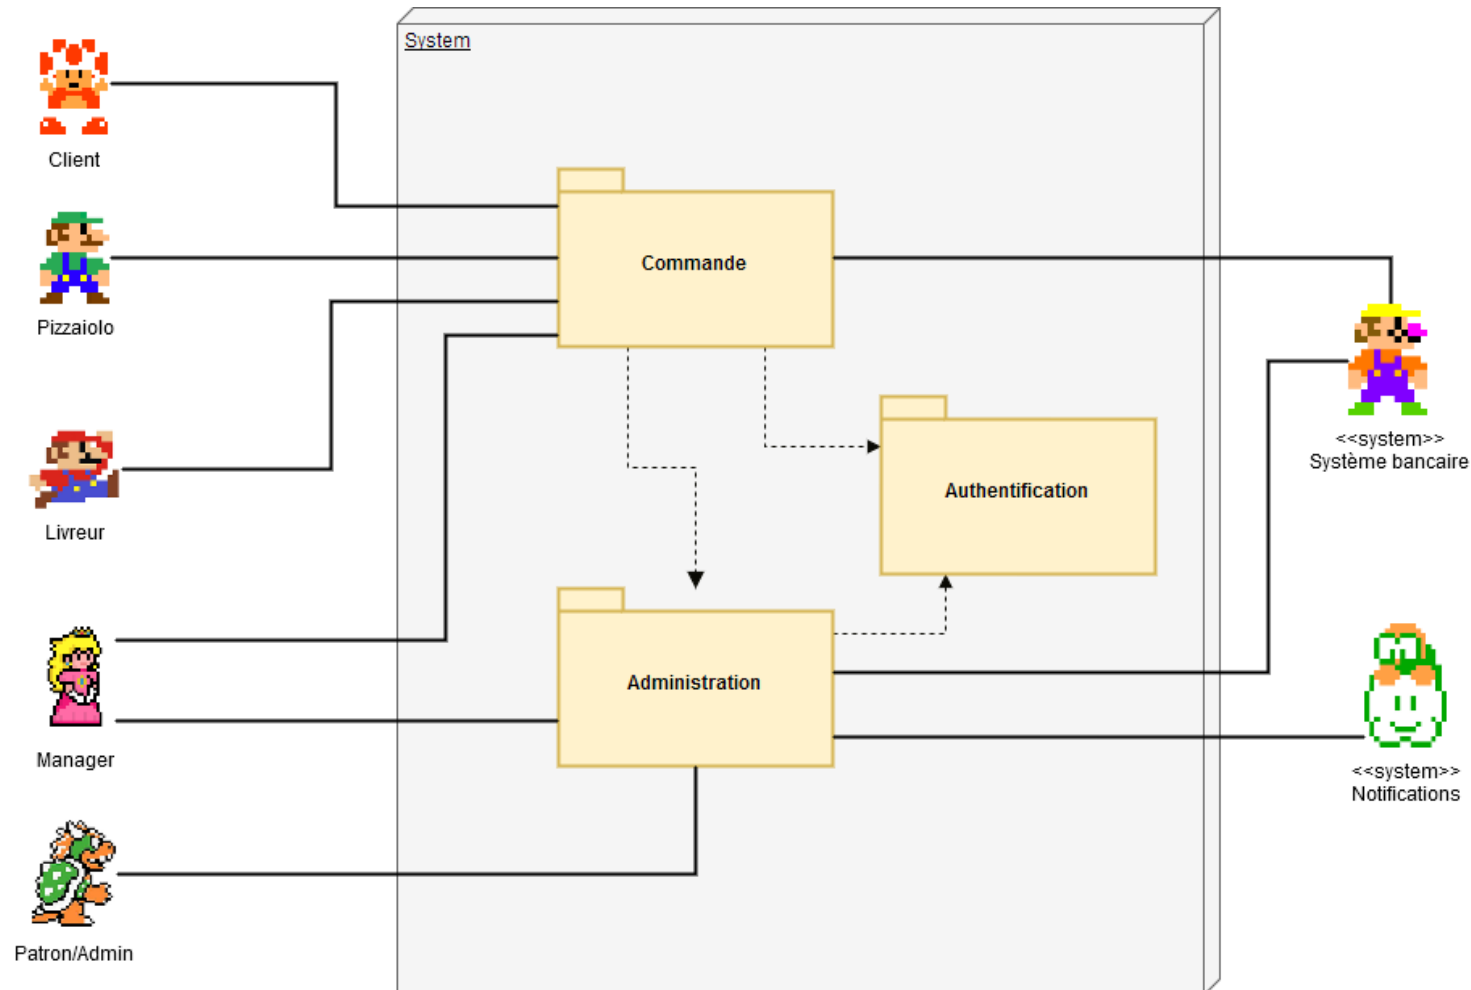 System
Client
Commande
Pizzaiolo
<<system>>
Système bancaire
Authentification
Livreur
Administration
Manager
<<system>>
Notifications
Patron/Admin